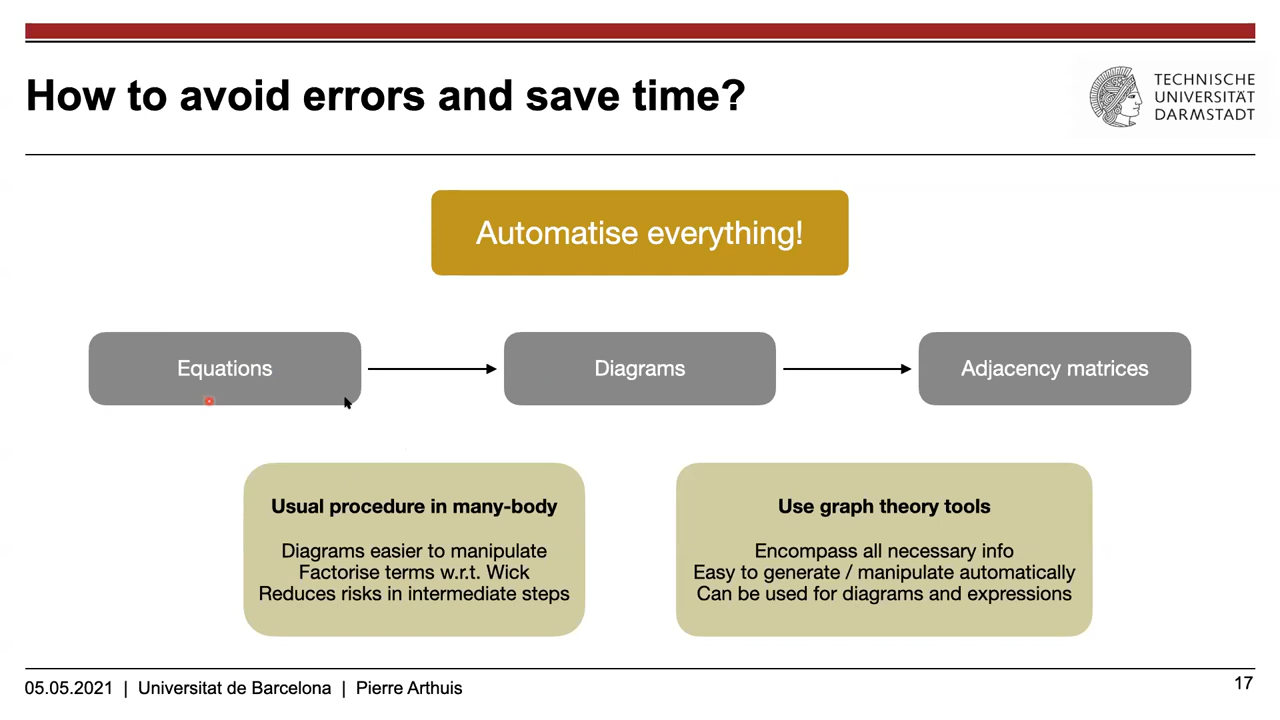 How to avoid errors and save time?
TECHNISCHE
UNIVERSITÄT
DARMSTADT
Automatise everything!
Equations
Diagrams
Adjacency matrices
Usual procedure in many-body
Diagrams easier to manipulate
Factorise terms w.r.t. Wick
Reduces risks in intermediate steps
Use graph theory tools
Encompass all necessary info
Easy to generate / manipulate automatically
Can be used for diagrams and expressions
05.05.2021 | Universitat de Barcelona | Pierre Arthuis
17